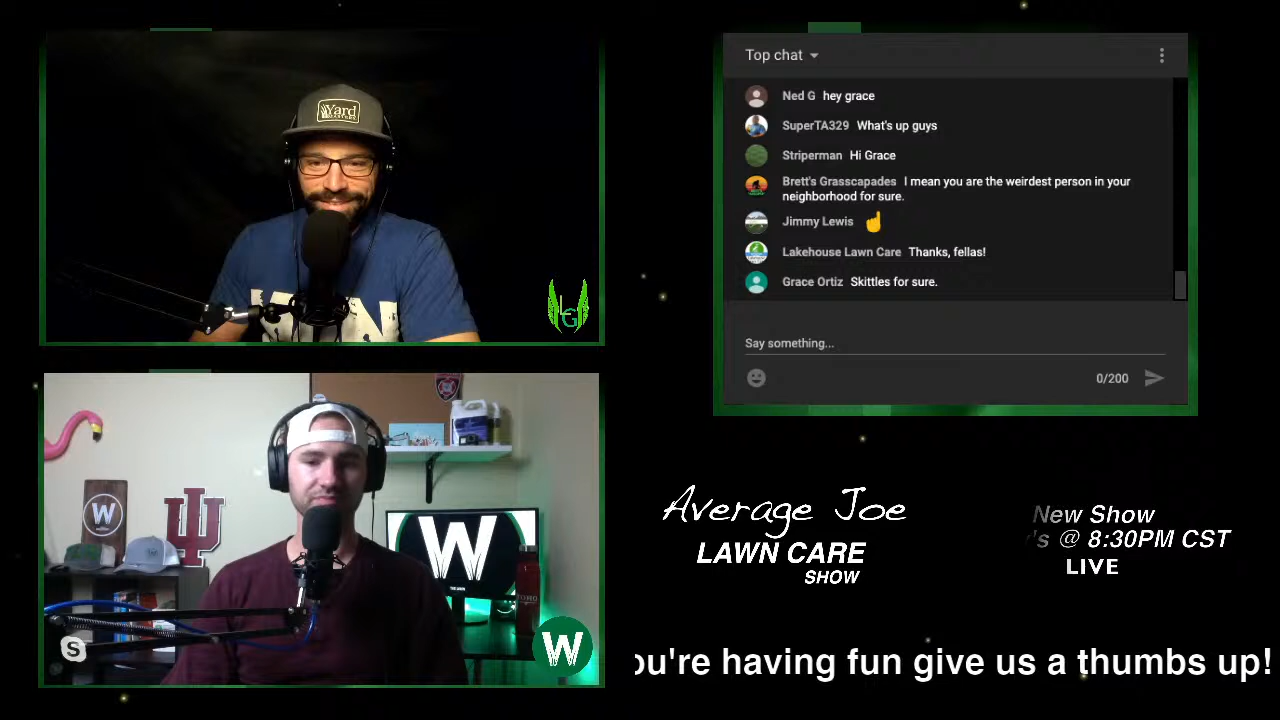 Yard
LG
W
W
W
S
Top chat
Ned G hey grace
SuperTA329 What's up guys
Striperman Hi Grace
Brett's Grasscapades I mean you are the weirdest person in your
neighborhood for sure.
Jimmy Lewis
Lakehouse Lawn Care Thanks, fellas!
Grace Ortiz Skittles for sure.
Say something...
0/200
Average Joe
LAWN CARE
SHOW
New Show
's @ 8:30PM CST
LIVE
ou're having fun give us a thumbs up!